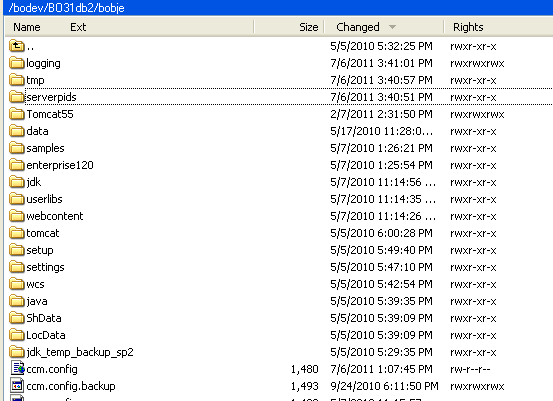 /bodev/BO31db2/bobje
Name Ext Size Changed Rights
.. 5/5/2010 5:32:25 PM rwxr-xr-x
logging 7/6/2011 3:41:01 PM rwxrwxrwx
tmp 7/6/2011 3:40:57 PM rwxr-xr-x
serverpids 7/6/2011 3:40:51 PM rwxr-xr-x
Tomcat55 2/7/2011 2:31:50 PM rwxrwxrwx
data 5/17/2010 11:28:0... rwxr-xr-x
samples 5/7/2010 1:26:21 PM rwxr-xr-x
enterprise120 5/7/2010 1:25:54 PM rwxr-xr-x
jdk 5/7/2010 11:14:56 ... rwxr-xr-x
userlibs 5/7/2010 11:14:35 ... rwxr-xr-x
webcontent 5/7/2010 11:14:26 ... rwxr-xr-x
tomcat 5/5/2010 6:00:28 PM rwxr-xr-x
setup 5/5/2010 5:49:40 PM rwxr-xr-x
settings 5/5/2010 5:47:10 PM rwxr-xr-x
wcs 5/5/2010 5:42:54 PM rwxr-xr-x
java 5/5/2010 5:39:35 PM rwxr-xr-x
ShData 5/5/2010 5:39:09 PM rwxr-xr-x
LocData 5/5/2010 5:39:09 PM rwxr-xr-x
jdk_temp_backup_sp2 5/5/2010 5:29:35 PM rwxr-xr-x
ccm.config 1,480 7/6/2011 1:07:45 PM rw-r--r--
ccm.config.backup 1,493 9/24/2010 6:11:50 PM rwxrwxrwx